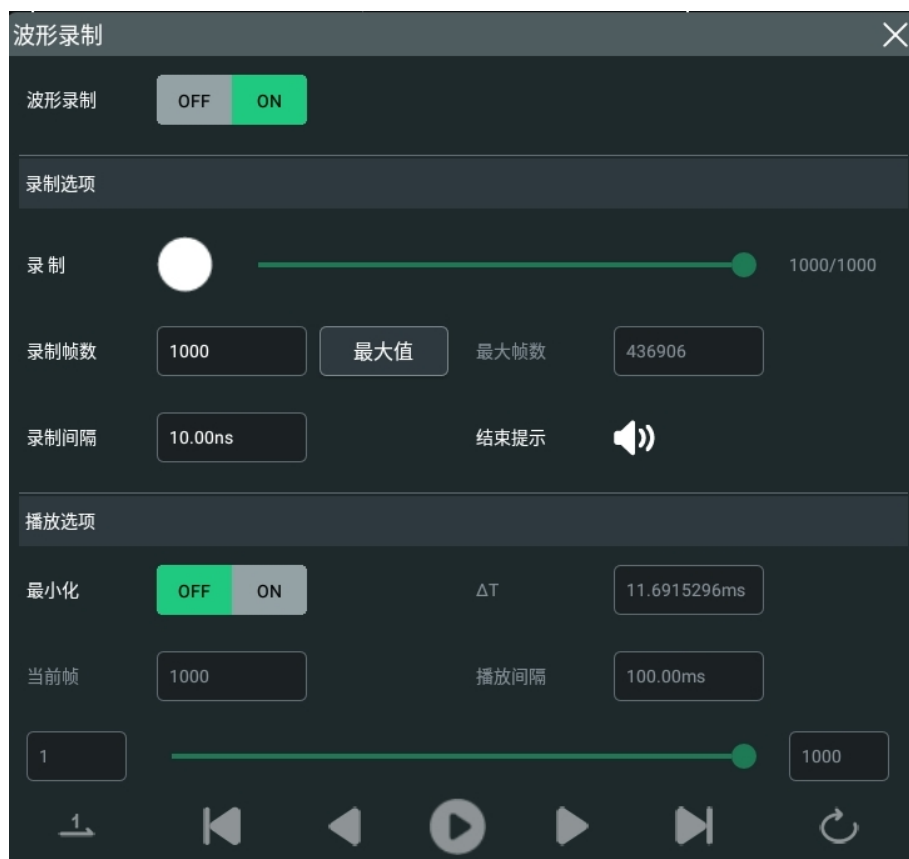 波形录制
波形录制 OFF ON
录制选项
录制 1000/1000
录制帧数 1000 最大值 最大帧数 436906
录制间隔 10.00ns 结束提示
播放选项
最小化 OFF ON ΔT 11.6915296ms
当前帧 1000 播放间隔 100.00ms
1 1000
1